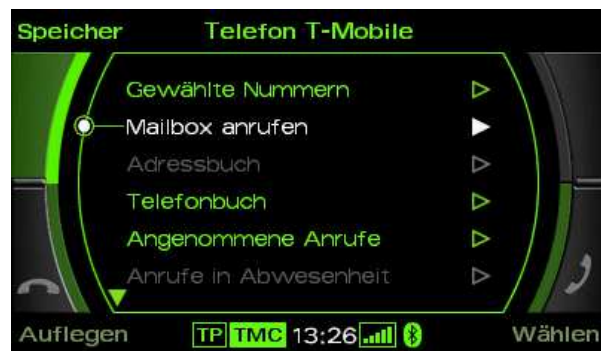 Speicher Telefon T-Mobile
Gewählte Nummern
Mailbox anrufen
Adressbuch
Telefonbuch
Angenommene Anrufe
Anrufe in Abwesenheit
Auflegen TP TMC 13:26 Wählen